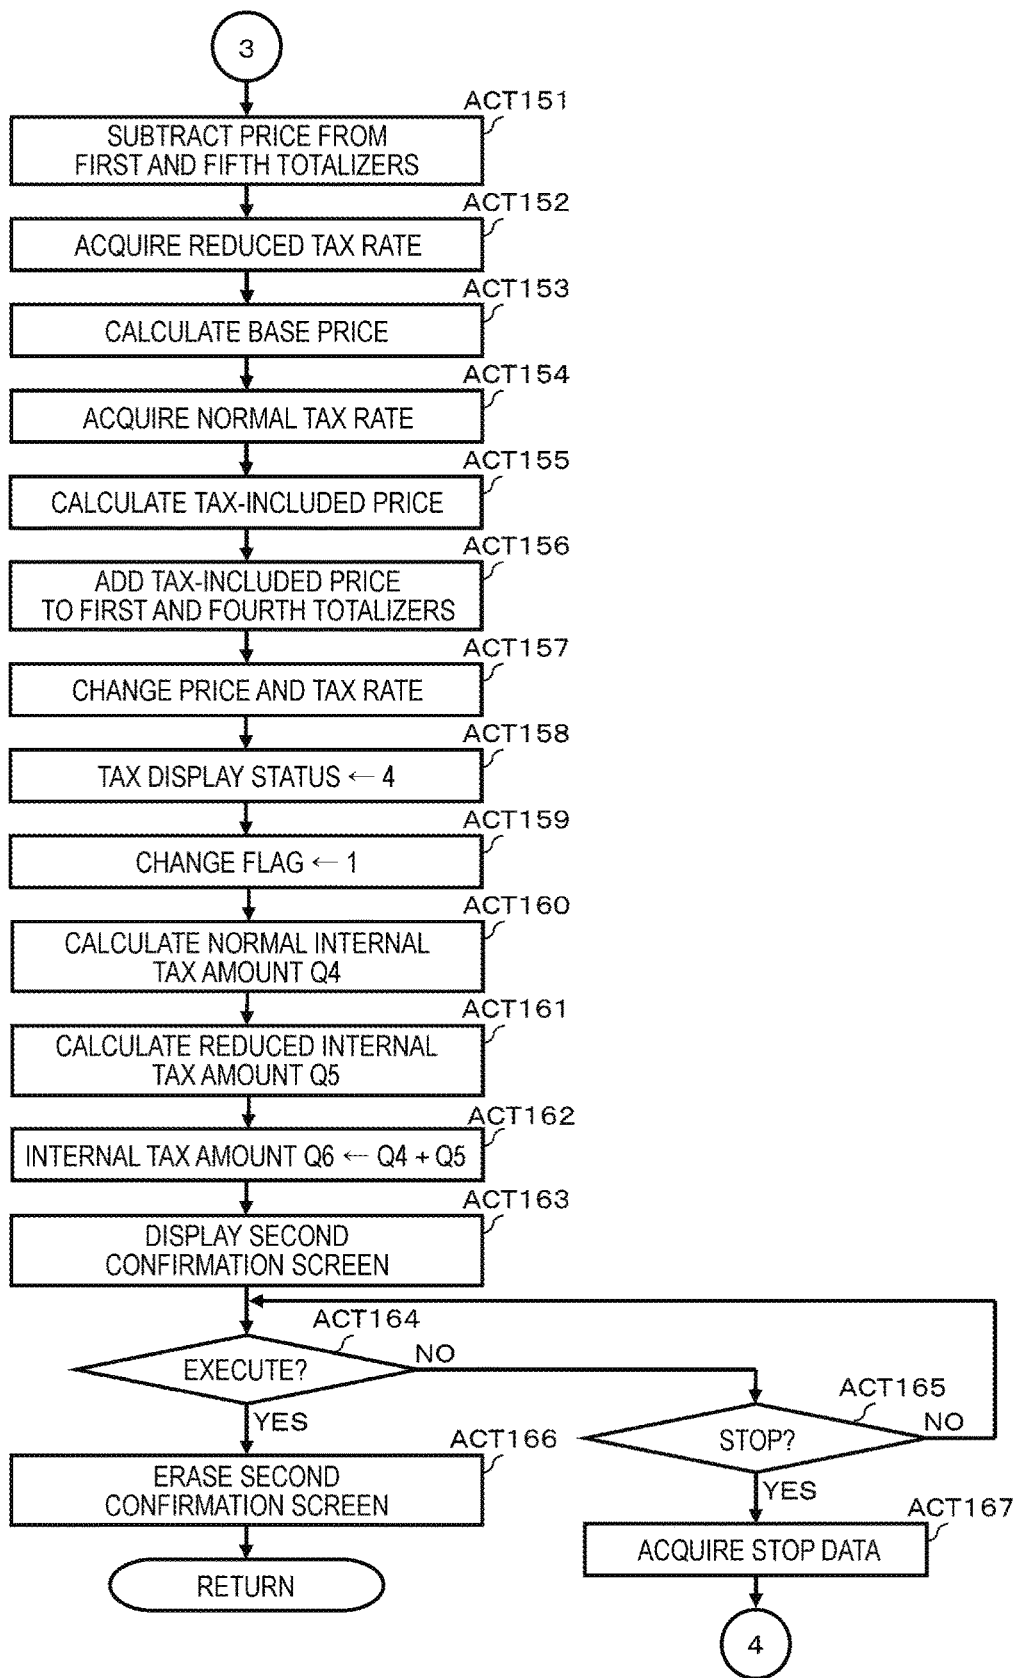 3
ACT151
SUBTRACT PRICE FROM
FIRST AND FIFTH TOTALIZERS
ACT152
ACQUIRE REDUCED TAX RATE
ACT153
CALCULATE BASE PRICE
ACT154
ACQUIRE NORMAL TAX RATE
ACT155
CALCULATE TAX-INCLUDED PRICE
ACT156
ADD TAX-INCLUDED PRICE
TO FIRST AND FOURTH TOTALIZERS
ACT157
CHANGE PRICE AND TAX RATE
ACT158
TAX DISPLAY STATUS ← 4
ACT159
CHANGE FLAG ← 1
ACT160
CALCULATE NORMAL INTERNAL
TAX AMOUNT Q4
ACT161
CALCULATE REDUCED INTERNAL
TAX AMOUNT Q5
ACT162
INTERNAL TAX AMOUNT Q6 ← Q4 + Q5
ACT163
DISPLAY SECOND
CONFIRMATION SCREEN
ACT164
EXECUTE?
NO
YES
ACT165
STOP?
NO
YES
ACT166
ERASE SECOND
CONFIRMATION SCREEN
RETURN
ACT167
ACQUIRE STOP DATA
4